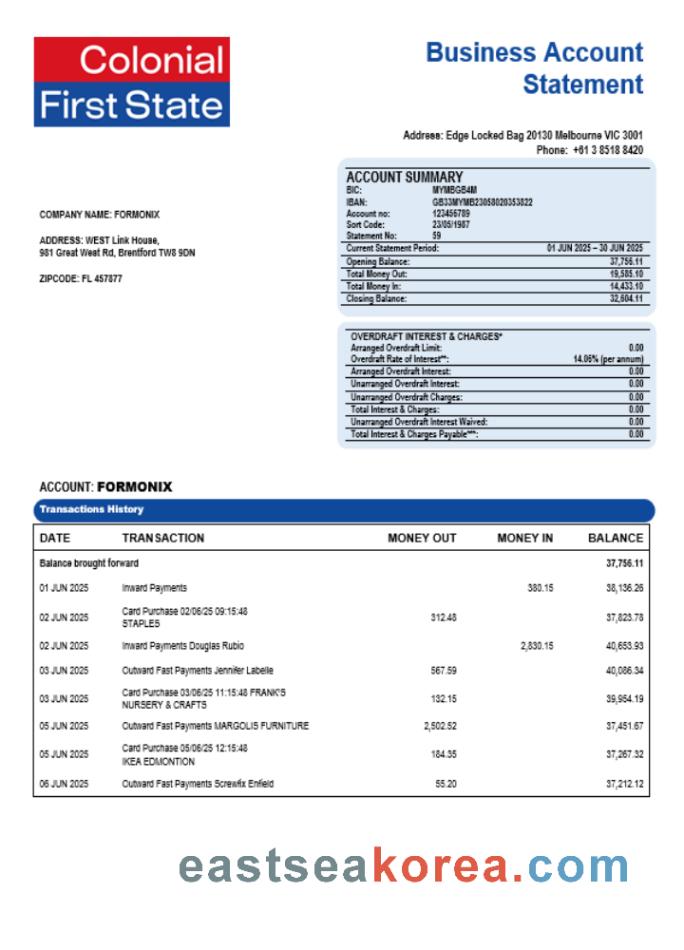 Colonial
First State
Business Account
Statement
Address: Edge Locked Bag 20130 Melbourne VIC 3001
Phone: +61 3 8518 8420
COMPANY NAME: FORMONIX
ADDRESS: WEST Link House,
981 Great West Rd, Brentford TW8 9DN
ZIPCODE: FL 457877
ACCOUNT SUMMARY
BIC: MYMBGB4M
IBAN: GB33MYMB23058020353822
Account no: 123456789
Sort Code: 23/05/1987
Statement No: 59
Current Statement Period: 01 JUN 2025 – 30 JUN 2025
Opening Balance: 37,756.11
Total Money Out: 19,585.10
Total Money In: 14,433.10
Closing Balance: 32,604.11
OVERDRAFT INTEREST & CHARGES*
Arranged Overdraft Limit: 0.00
Overdraft Rate of Interest**: 14.06% (per annum)
Arranged Overdraft Interest: 0.00
Unarranged Overdraft Interest: 0.00
Unarranged Overdraft Charges: 0.00
Total Interest & Charges: 0.00
Unarranged Overdraft Interest Waived: 0.00
Total Interest & Charges Payable***: 0.00
ACCOUNT: FORMONIX
Transactions History
DATE TRANSACTION MONEY OUT MONEY IN BALANCE
Balance brought forward 37,756.11
01 JUN 2025 Inward Payments 380.15 38,136.26
02 JUN 2025 Card Purchase 02/06/25 09:15:48 312.48 37,823.78
STAPLES
02 JUN 2025 Inward Payments Douglas Rubio 2,830.15 40,653.93
03 JUN 2025 Outward Fast Payments Jennifer Labelle 567.59 40,086.34
03 JUN 2025 Card Purchase 03/06/25 11:15:48 FRANK'S 132.15 39,954.19
NURSERY & CRAFTS
05 JUN 2025 Outward Fast Payments MARGOLIS FURNITURE 2,502.52 37,451.67
05 JUN 2025 Card Purchase 05/06/25 12:15:48 184.35 37,267.32
IKEA EDMONTION
06 JUN 2025 Outward Fast Payments Screwfix Enfield 55.20 37,212.12
eastseakorea.com